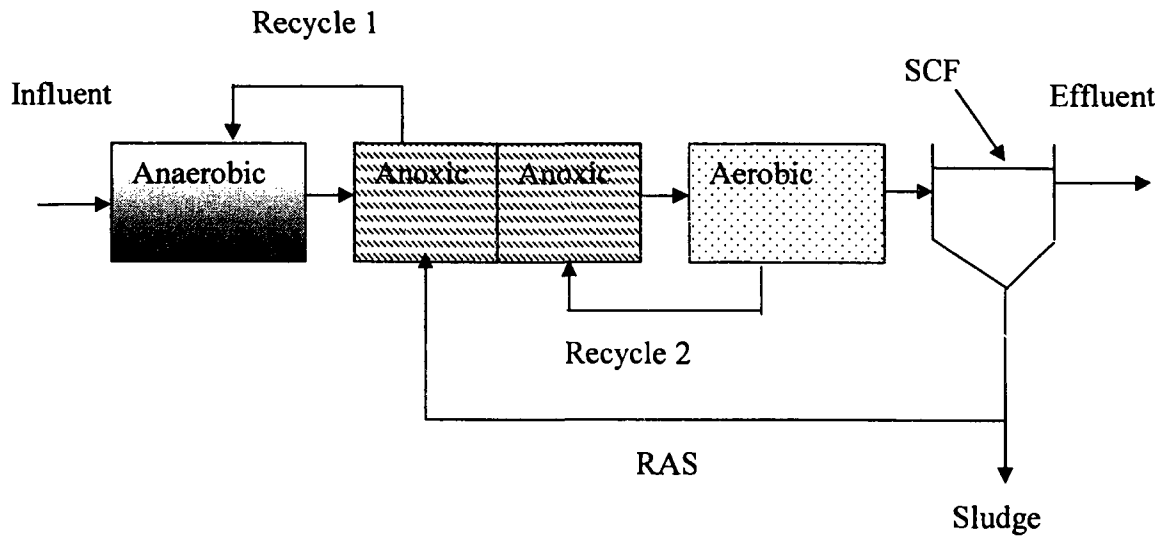 Recycle 1
SCF
Influent
Effluent
Anaerobic
Anoxic
Anoxic
Aerobic
Recycle 2
RAS
Sludge